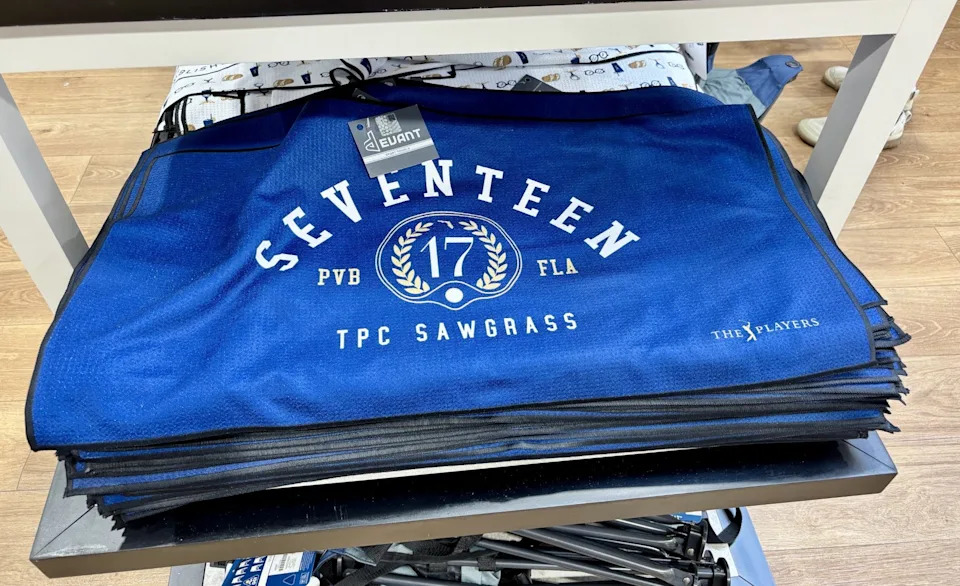 DEVANT
SEVENTEEN
PVB 17 FLA
TPC SAWGRASS
THE PLAYERS